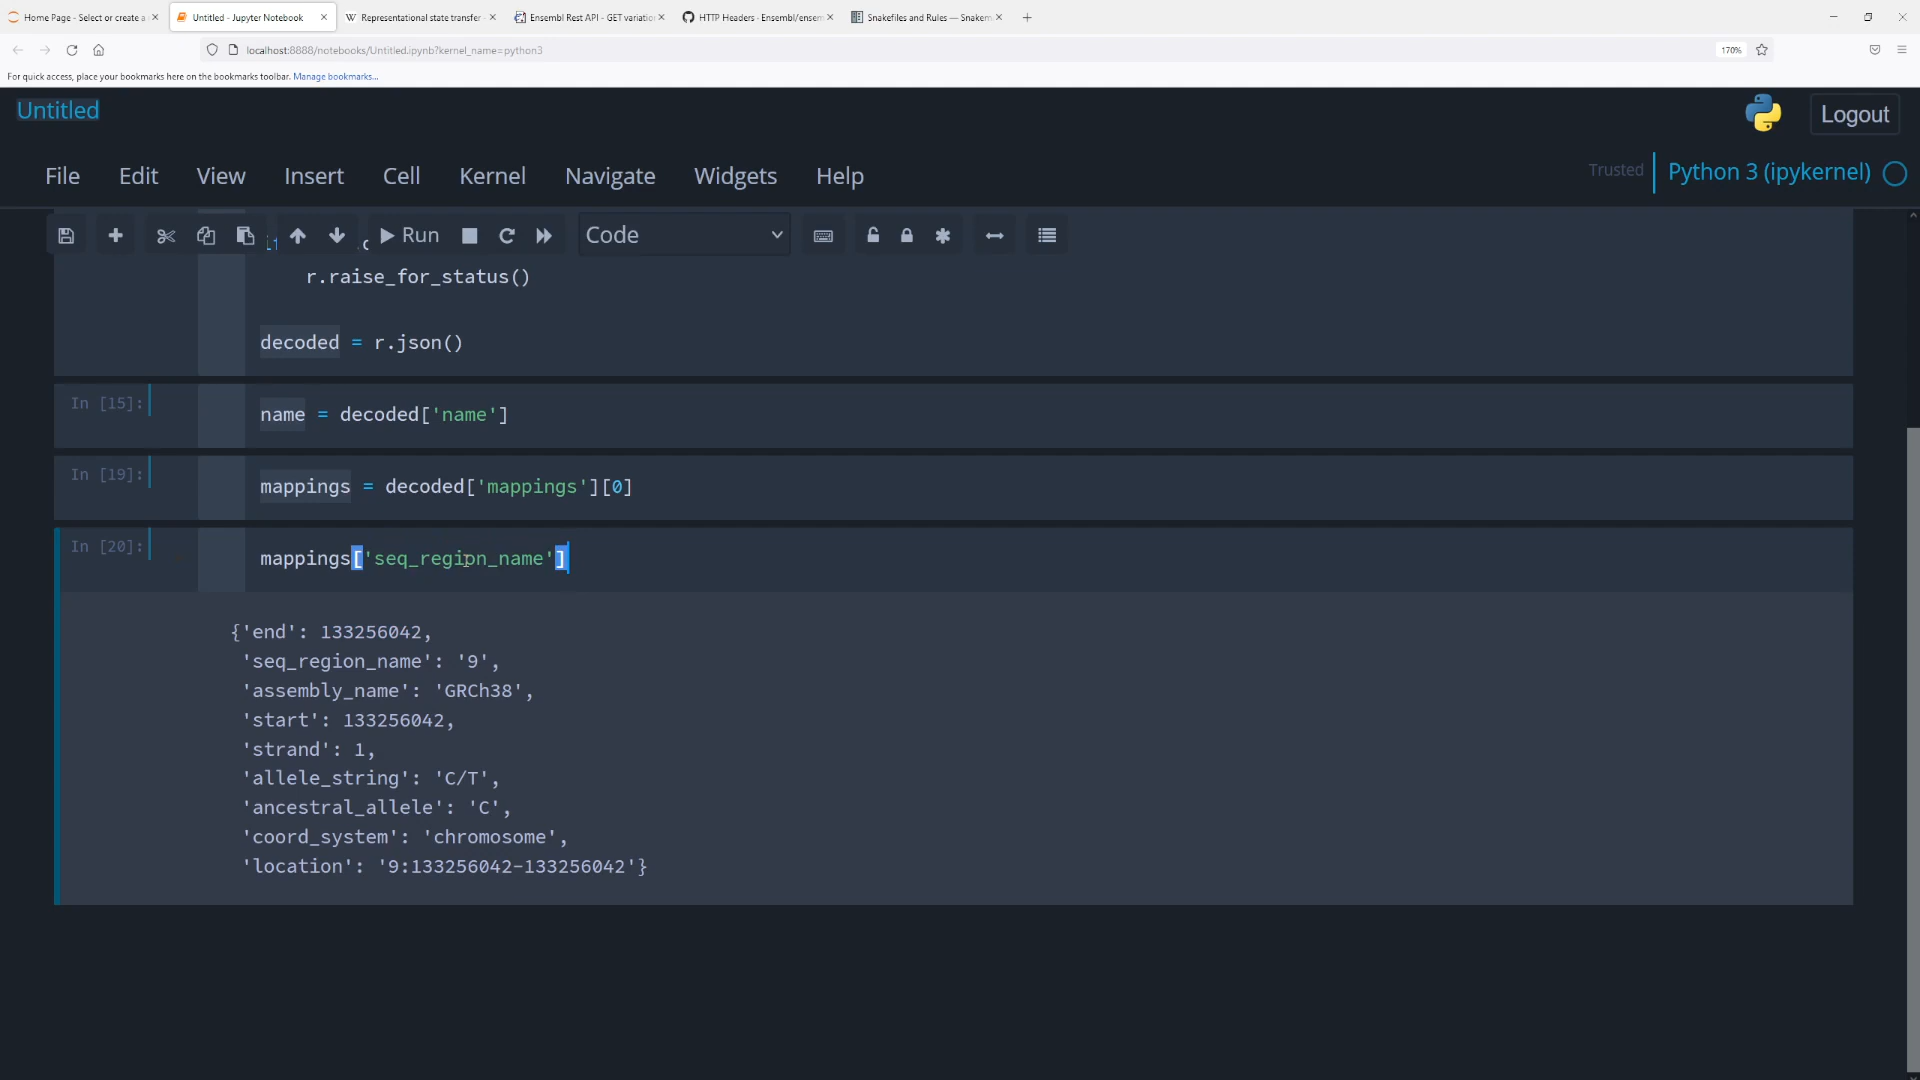 Home Page - Select or create a
Untitled - Jupyter Notebook
Representational state transfer -
Ensembl Rest API - GET variation
HTTP Headers · Ensembl/ensem
Snakefiles and Rules — Snakem
localhost:8888/notebooks/Untitled.ipynb?kernel_name=python3
170%
For quick access, place your bookmarks here on the bookmarks toolbar. Manage bookmarks...
Untitled
Logout
File Edit View Insert Cell Kernel Navigate Widgets Help
Trusted
Python 3 (ipykernel)
Run
Code
r.raise_for_status()
decoded = r.json()
In [15]:
name = decoded['name']
In [19]:
mappings = decoded['mappings'][0]
In [20]:
mappings['seq_region_name']
{'end': 133256042,
'seq_region_name': '9',
'assembly_name': 'GRCh38',
'start': 133256042,
'strand': 1,
'allele_string': 'C/T',
'ancestral_allele': 'C',
'coord_system': 'chromosome',
'location': '9:133256042-133256042'}